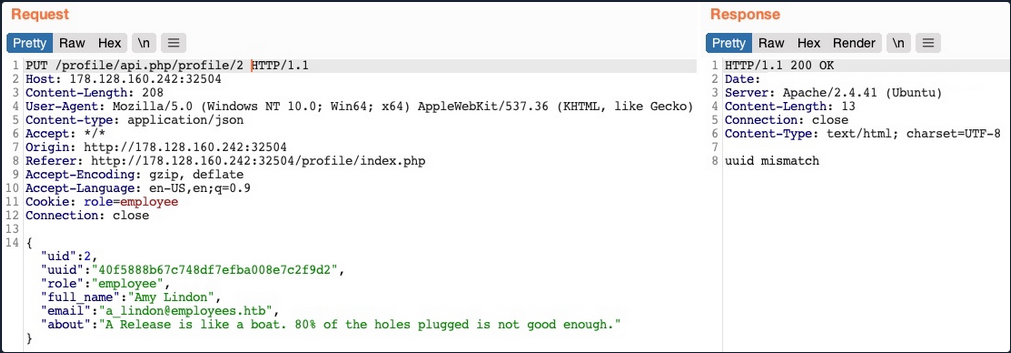 Request
Pretty Raw Hex \n
1 PUT /profile/api.php/profile/2 HTTP/1.1
2 Host: 178.128.160.242:32504
3 Content-Length: 208
4 User-Agent: Mozilla/5.0 (Windows NT 10.0; Win64; x64) AppleWebKit/537.36 (KHTML, like Gecko)
5 Content-type: application/json
6 Accept: */*
7 Origin: http://178.128.160.242:32504
8 Referer: http://178.128.160.242:32504/profile/index.php
9 Accept-Encoding: gzip, deflate
10 Accept-Language: en-US,en;q=0.9
11 Cookie: role=employee
12 Connection: close
13
14 {
"uid":2,
"uuid":"40f5888b67c748df7efba008e7c2f9d2",
"role":"employee",
"full_name":"Amy Lindon",
"email":"a_lindon@employees.htb",
"about":"A Release is like a boat. 80% of the holes plugged is not good enough."
}
Response
Pretty Raw Hex Render \n
1 HTTP/1.1 200 OK
2 Date:
3 Server: Apache/2.4.41 (Ubuntu)
4 Content-Length: 13
5 Connection: close
6 Content-Type: text/html; charset=UTF-8
7
8 uuid mismatch